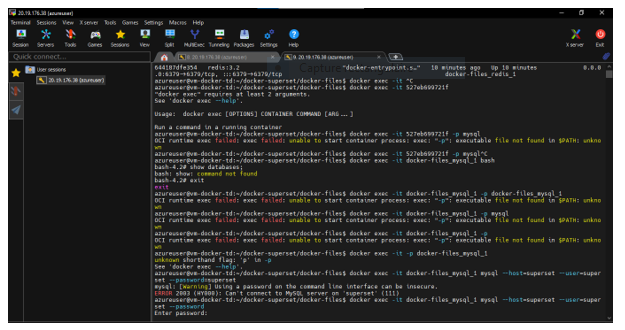 20.19.176.38 (azureuser)
Terminal Sessions View X server Tools Games Settings Macros Help
Session Servers Tools Games Sessions View Split MultiExec Tunneling Packages Settings Help X server Exit
Quick connect...
20.19.176.38 (azureuser)
9. 20.19.176.38 (azureuser)
User sessions
20.19.176.38 (azureuser)
644107dfe354 redis:3.2 "docker-entrypoint.s…" 18 minutes ago Up 18 minutes 0.0.0
.0:6379->6379/tcp, :::6379->6379/tcp docker-files_redis_1
azureuser@vm-docker-td:~/docker-superset/docker-files$ docker exec -it ^C
azureuser@vm-docker-td:~/docker-superset/docker-files$ docker exec -it 527eb699721f
"docker exec" requires at least 2 arguments.
See 'docker exec --help'.
Usage: docker exec [OPTIONS] CONTAINER COMMAND [ARG...]
Run a command in a running container
azureuser@vm-docker-td:~/docker-superset/docker-files$ docker exec -it 527eb699721f -p mysql
OCI runtime exec failed: exec failed: unable to start container process: exec: "-p": executable file not found in $PATH: unkno
wn
azureuser@vm-docker-td:~/docker-superset/docker-files$ docker exec -it 527eb699721f -p mysql^C
azureuser@vm-docker-td:~/docker-superset/docker-files$ docker exec -it docker-files_mysql_1 bash
bash-4.2# show databases;
bash: show: command not found
bash-4.2# exit
exit
azureuser@vm-docker-td:~/docker-superset/docker-files$ docker exec -it docker-files_mysql_1 -p docker-files_mysql_1
OCI runtime exec failed: exec failed: unable to start container process: exec: "-p": executable file not found in $PATH: unkno
wn
azureuser@vm-docker-td:~/docker-superset/docker-files$ docker exec -it docker-files_mysql_1 -p mysql
OCI runtime exec failed: exec failed: unable to start container process: exec: "-p": executable file not found in $PATH: unkno
wn
azureuser@vm-docker-td:~/docker-superset/docker-files$ docker exec -it docker-files_mysql_1 -p
OCI runtime exec failed: exec failed: unable to start container process: exec: "-p": executable file not found in $PATH: unkno
wn
azureuser@vm-docker-td:~/docker-superset/docker-files$ docker exec -it -p docker-files_mysql_1
unknown shorthand flag: 'p' in -p
See 'docker exec --help'.
azureuser@vm-docker-td:~/docker-superset/docker-files$ docker exec -it docker-files_mysql_1 mysql --host=superset --user=super
set --password=superset
mysql: [Warning] Using a password on the command line interface can be insecure.
ERROR 2003 (HY000): Can't connect to MySQL server on 'superset' (111)
azureuser@vm-docker-td:~/docker-superset/docker-files$ docker exec -it docker-files_mysql_1 mysql --host=superset --user=super
set --password
Enter password: